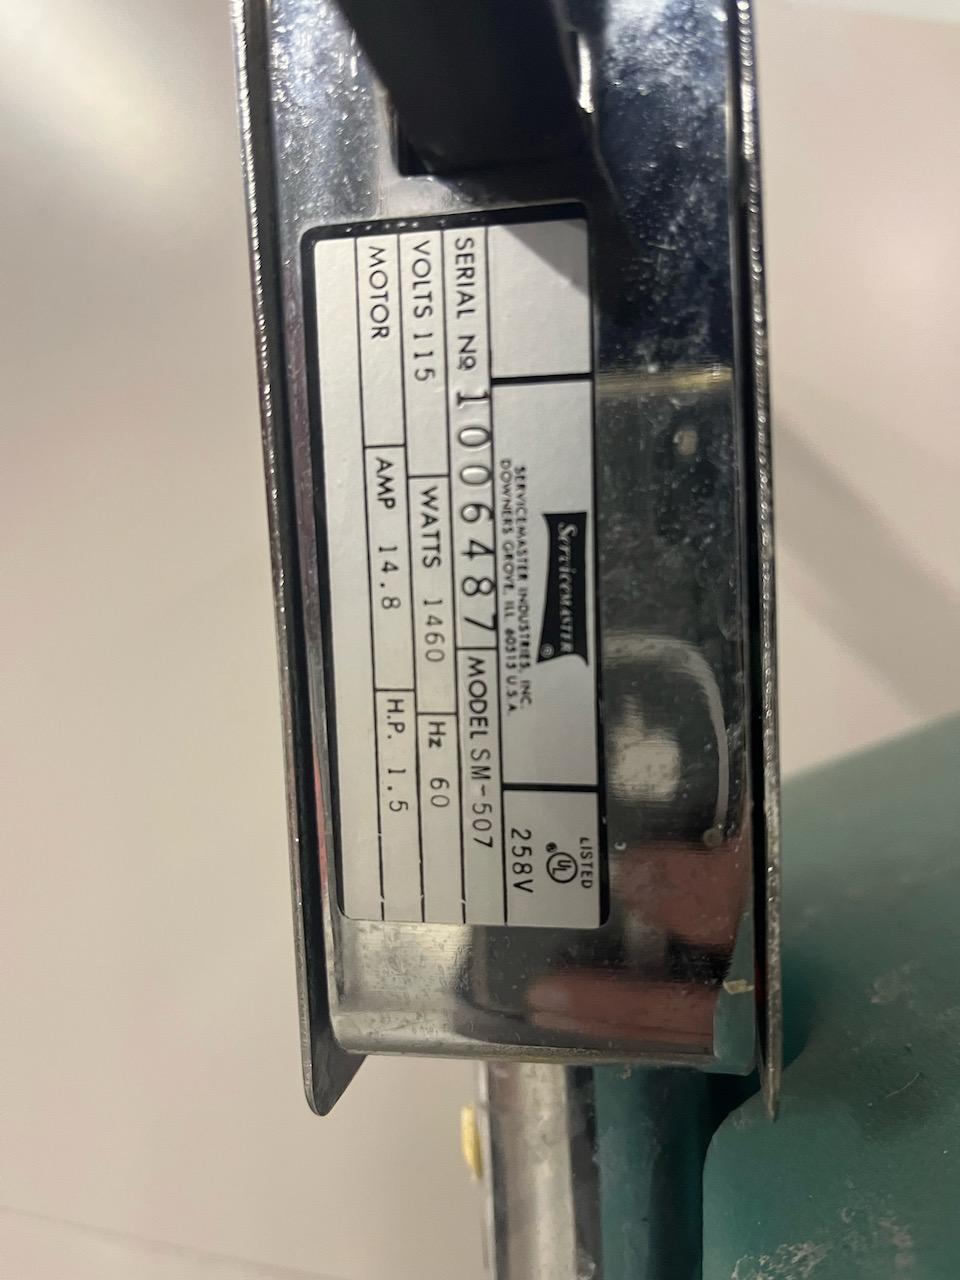 ServiceMASTER ®
SERVICEMASTER INDUSTRIES, INC.
DOWNERS GROVE, ILL. 60515 U.S.A.
LISTED
UL ®
258V
SERIAL No 1006487 MODEL SM-507
VOLTS 115 WATTS 1460 Hz 60
MOTOR AMP 14.8 H.P. 1.5